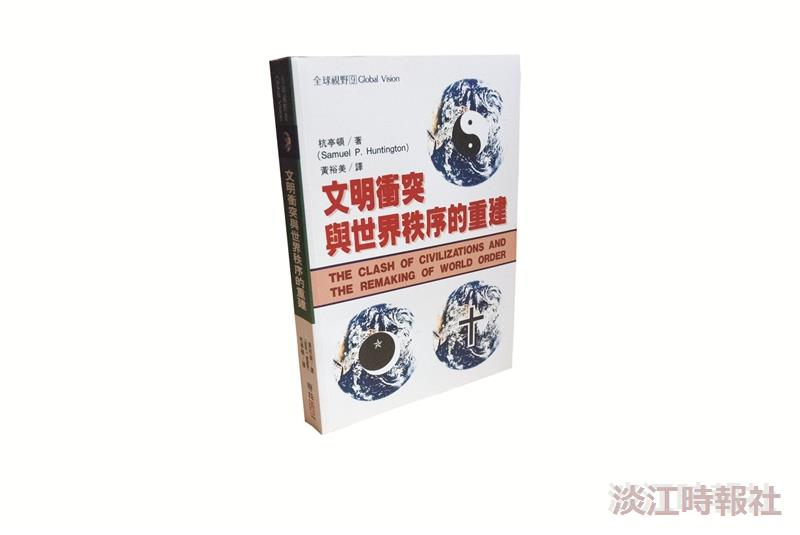 全球視野⑨ Global Vision
杭亭頓／著
(Samuel P. Huntington)
黃裕美／譯
文明衝突
與世界秩序的重建
THE CLASH OF CIVILIZATIONS AND
THE REMAKING OF WORLD ORDER
文明衝突與世界秩序的重建
淡江時報社